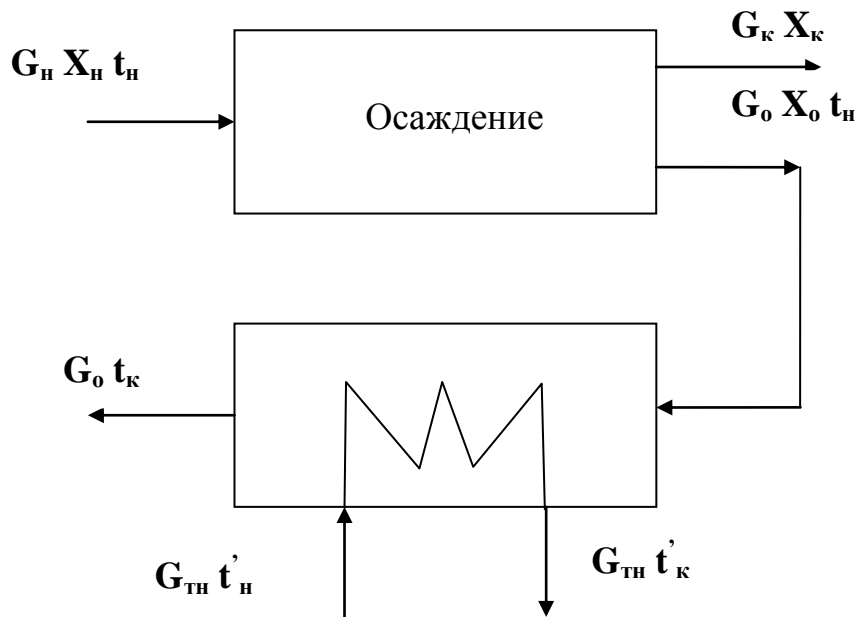 Gк Xк
Gн Xн tн
Осаждение
Gо Xо tн
Gо tк
Gтн t’н
Gтн t’к